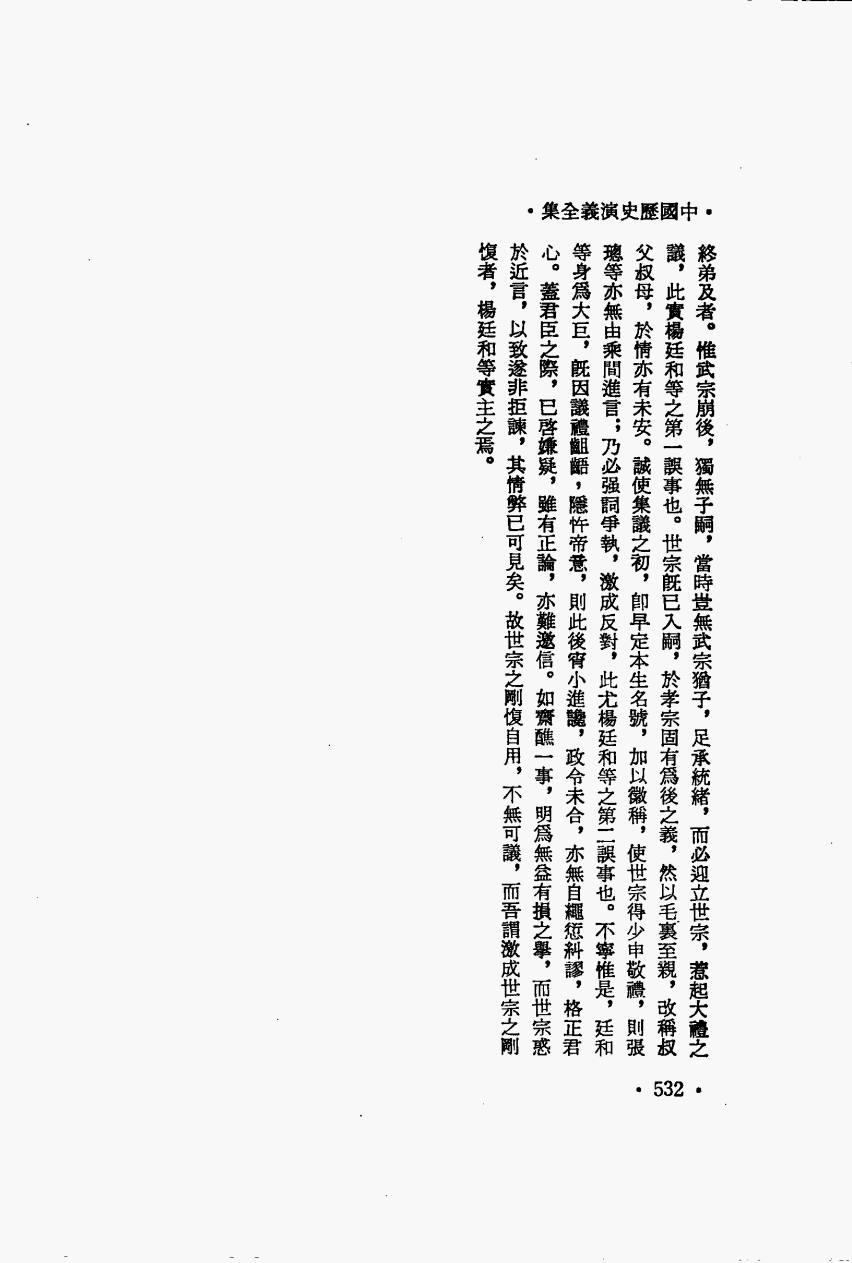 ·中國歷史演義全集·
終弟及者。惟武宗崩後，獨無子嗣，當時豈無武宗猶子，足承統緒，而必迎立世宗，惹起大禮之
議，此實楊廷和等之第一誤事也。世宗既已入嗣，於孝宗固有爲後之義，然以毛裏至親，改稱叔
父叔母，於情亦有未安。誠使集議之初，卽早定本生名號，加以徽稱，使世宗得少申敬禮，則張
璁等亦無由乘間進言；乃必强詞爭執，激成反對，此尤楊廷和等之第二誤事也。不寧惟是，廷和
等身爲大臣，既因議禮齟齬，隱忤帝意，則此後宵小進讒，政令未合，亦無自繩愆糾謬，格正君
心。蓋君臣之際，已啓嫌疑，雖有正論，亦難邀信。如齋醮一事，明爲無益有損之舉，而世宗惑
於近言，以致遂非拒諫，其情弊已可見矣。故世宗之剛愎自用，不無可議，而吾謂激成世宗之剛
愎者，楊廷和等實主之焉。
·532·